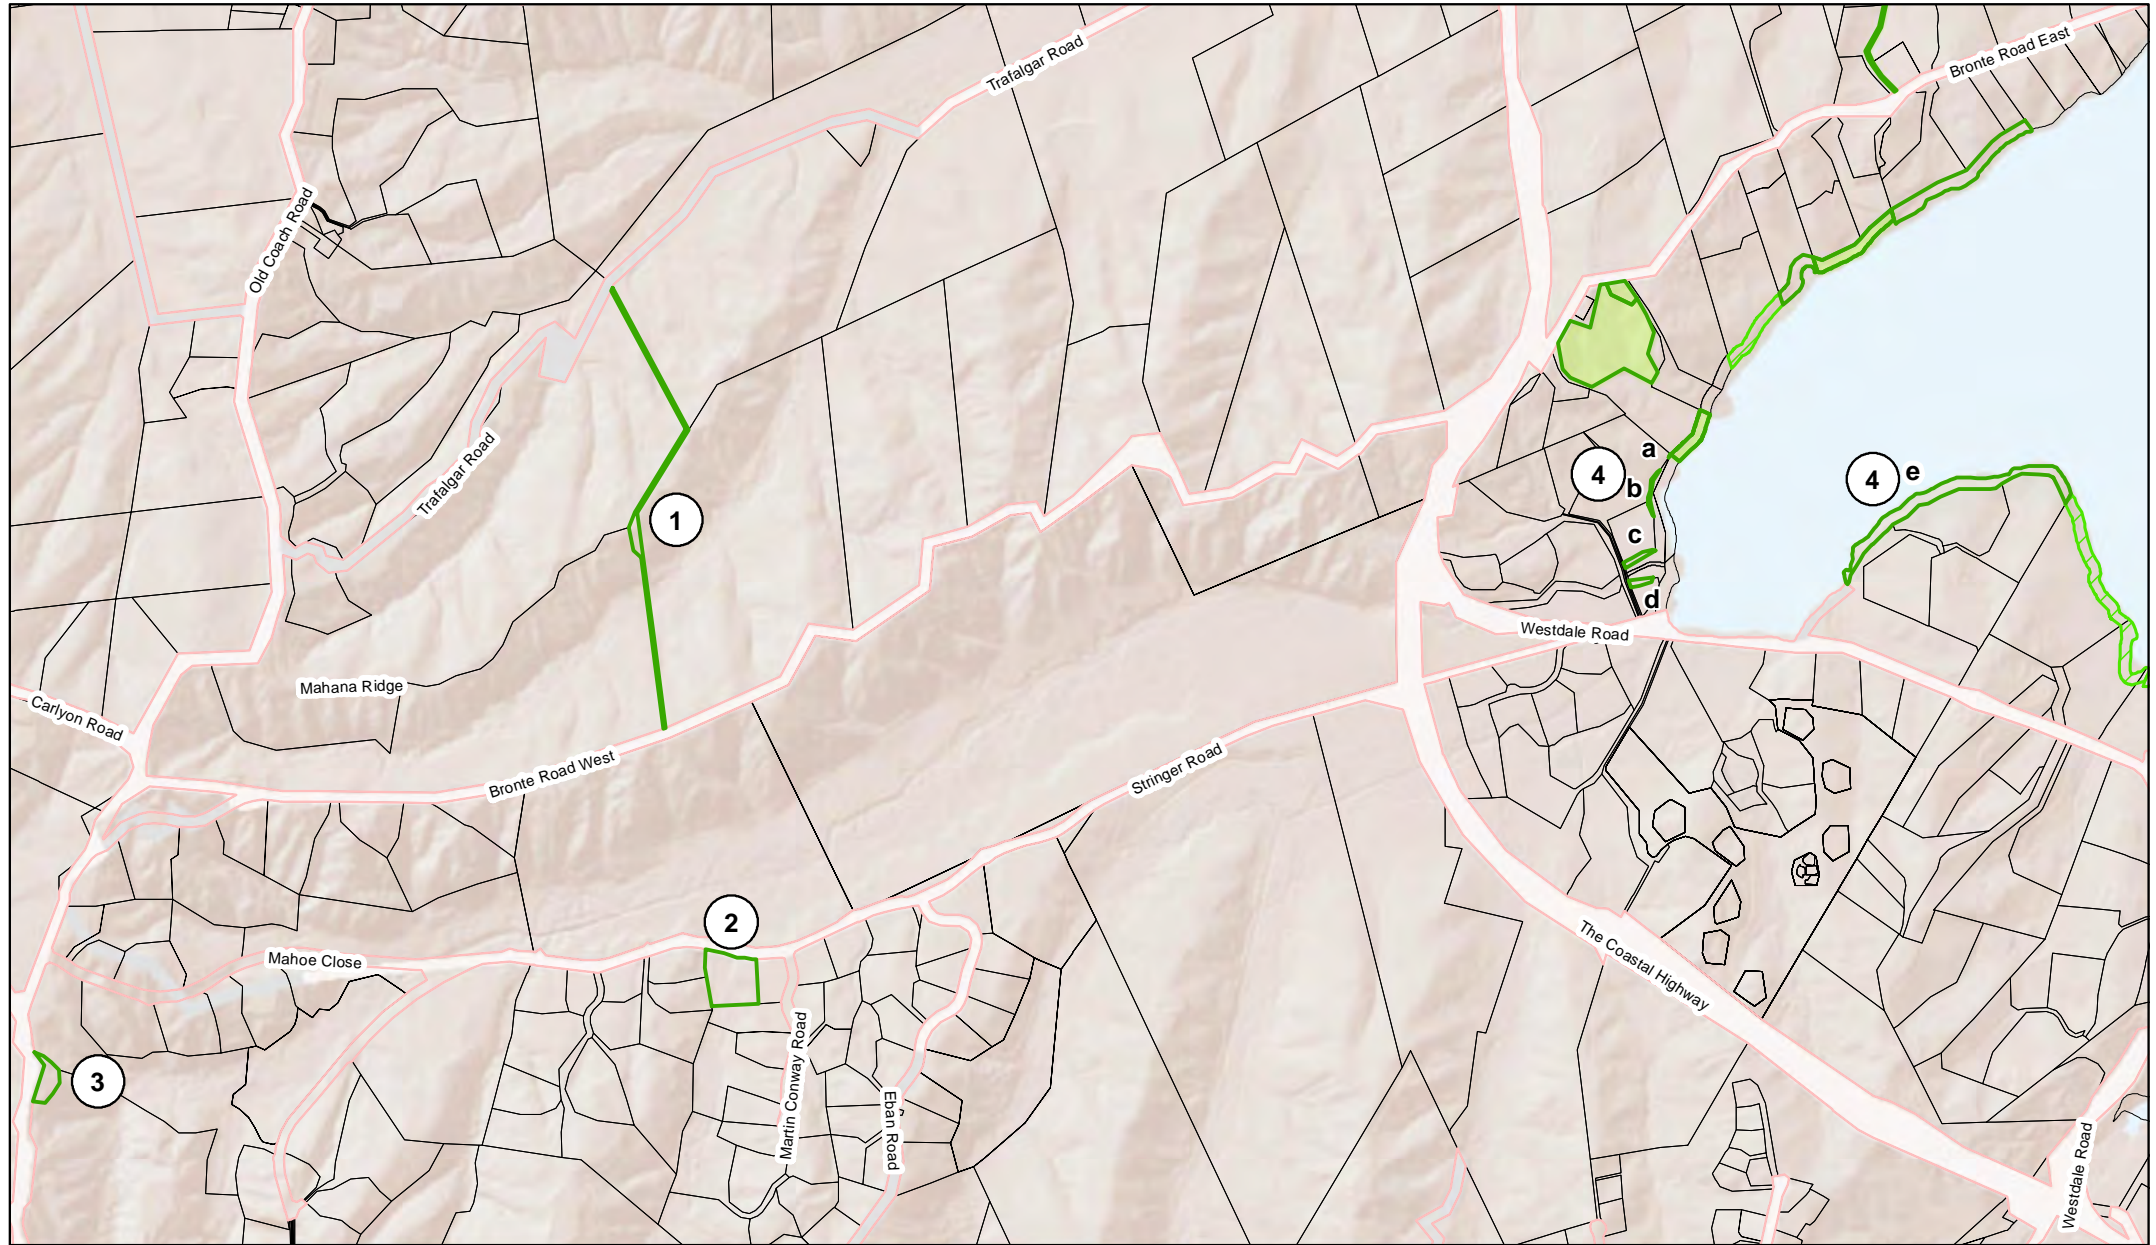 Trafalgar Road
Bronte Road East
Old Coach Road
Trafalgar Road
a
4
b
4
e
1
c
d
Westdale Road
Mahana Ridge
Carlyon Road
Bronte Road West
Stringer Road
2
Mahoe Close
The Coastal Highway
3
Martin Conway Road
Eban Road
Westdale Road